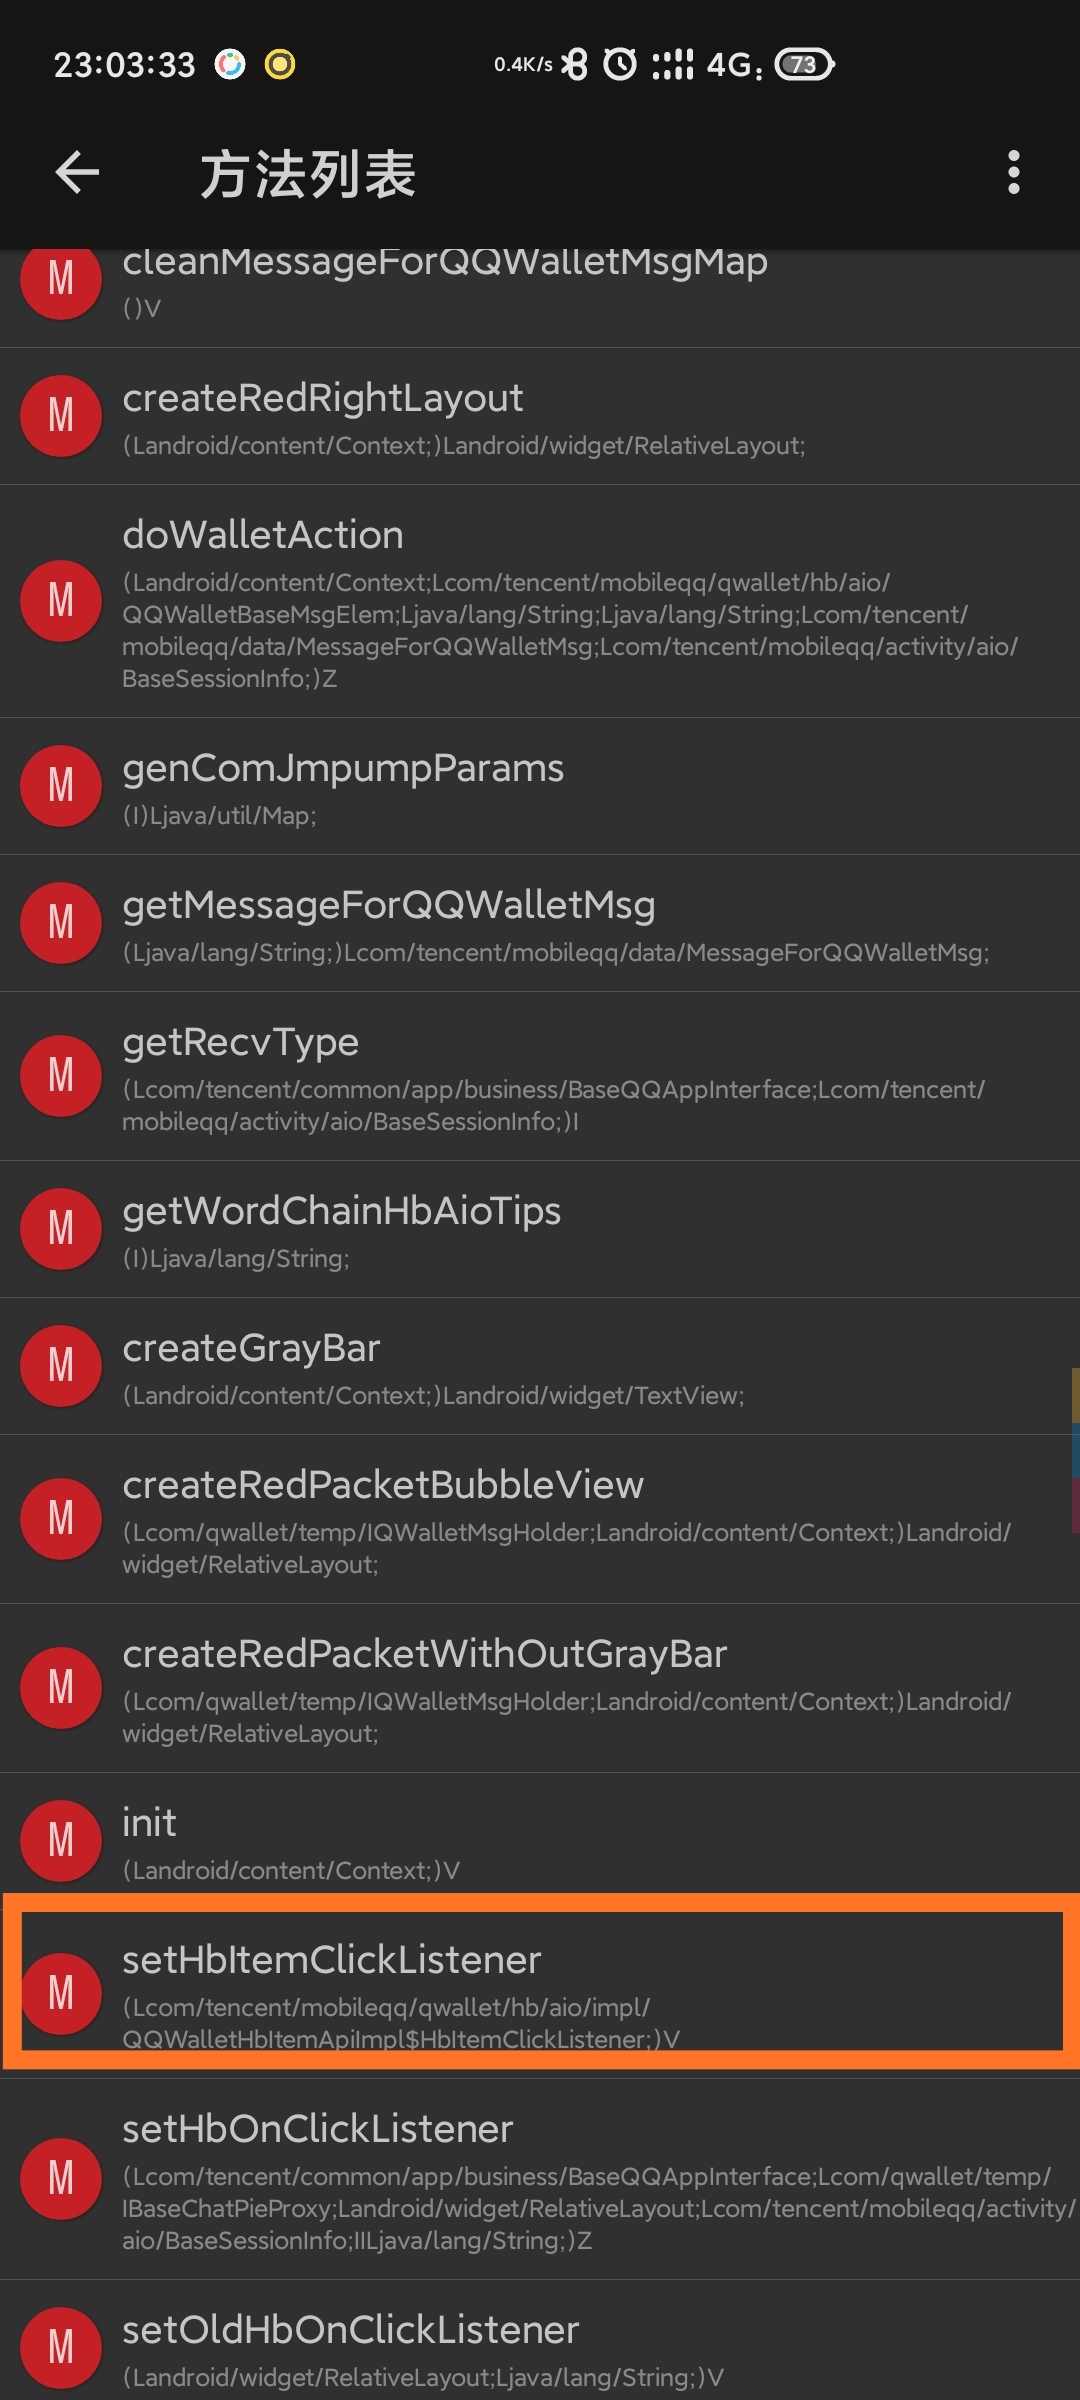 23:03:33
0.4K/s
4G
73
方法列表
M
cleanMessageForQQWalletMsgMap
()V
M
createRedRightLayout
(Landroid/content/Context;)Landroid/widget/RelativeLayout;
M
doWalletAction
(Landroid/content/Context;Lcom/tencent/mobileqq/qwallet/hb/aio/
QQWalletBaseMsgElem;Ljava/lang/String;Ljava/lang/String;Lcom/tencent/
mobileqq/data/MessageForQQWalletMsg;Lcom/tencent/mobileqq/activity/aio/
BaseSessionInfo;)Z
M
genComJmpumpParams
(I)Ljava/util/Map;
M
getMessageForQQWalletMsg
(Ljava/lang/String;)Lcom/tencent/mobileqq/data/MessageForQQWalletMsg;
M
getRecvType
(Lcom/tencent/common/app/business/BaseQQAppInterface;Lcom/tencent/
mobileqq/activity/aio/BaseSessionInfo;)I
M
getWordChainHbAioTips
(I)Ljava/lang/String;
M
createGrayBar
(Landroid/content/Context;)Landroid/widget/TextView;
M
createRedPacketBubbleView
(Lcom/qwallet/temp/IQWalletMsgHolder;Landroid/content/Context;)Landroid/
widget/RelativeLayout;
M
createRedPacketWithOutGrayBar
(Lcom/qwallet/temp/IQWalletMsgHolder;Landroid/content/Context;)Landroid/
widget/RelativeLayout;
M
init
(Landroid/content/Context;)V
M
setHbItemClickListener
(Lcom/tencent/mobileqq/qwallet/hb/aio/impl/
QQWalletHbItemApiImpl$HbItemClickListener;)V
M
setHbOnClickListener
(Lcom/tencent/common/app/business/BaseQQAppInterface;Lcom/qwallet/temp/
IBaseChatPieProxy;Landroid/widget/RelativeLayout;Lcom/tencent/mobileqq/activity/
aio/BaseSessionInfo;IILjava/lang/String;)Z
M
setOldHbOnClickListener
(Landroid/widget/RelativeLayout;Ljava/lang/String;)V